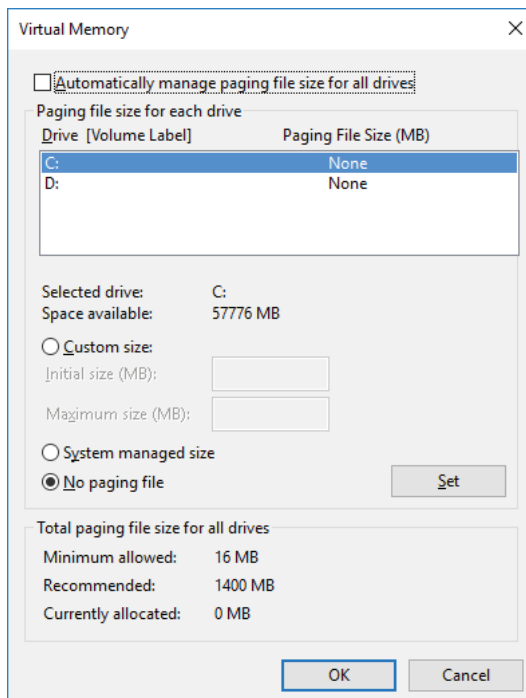 Virtual Memory
Automatically manage paging file size for all drives
Paging file size for each drive
Drive [Volume Label] Paging File Size (MB)
C: None
D: None
Selected drive: C:
Space available: 57776 MB
Custom size:
Initial size (MB):
Maximum size (MB):
System managed size
No paging file Set
Total paging file size for all drives
Minimum allowed: 16 MB
Recommended: 1400 MB
Currently allocated: 0 MB
OK Cancel